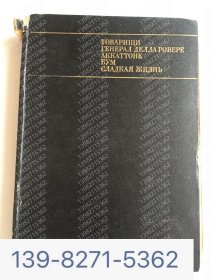 ТОВАРИЩИ
ГЕНЕРАЛ ДЕЛЛА РОВЕРЕ
АККАТТОНЕ
БУМ
СЛАДКАЯ ЖИЗНЬ
139-8271-5362